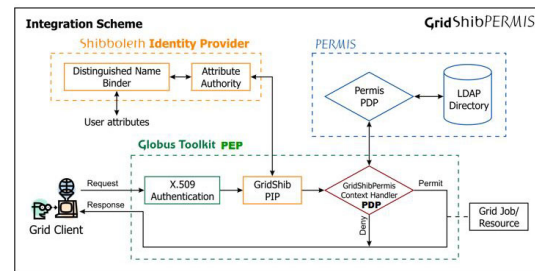 Integration Scheme
GridShibPERMIS
Shibboleth Identity Provider
PERMIS
Distinguished Name
Binder
Attribute
Authority
User attributes
Permis
PDP
LDAP
Directory
Globus Toolkit PEP
Request
Response
Grid Client
X.509
Authentication
GridShib
PIP
GridShibPermis
Context Handler
PDP
Permit
Deny
Grid Job/
Resource